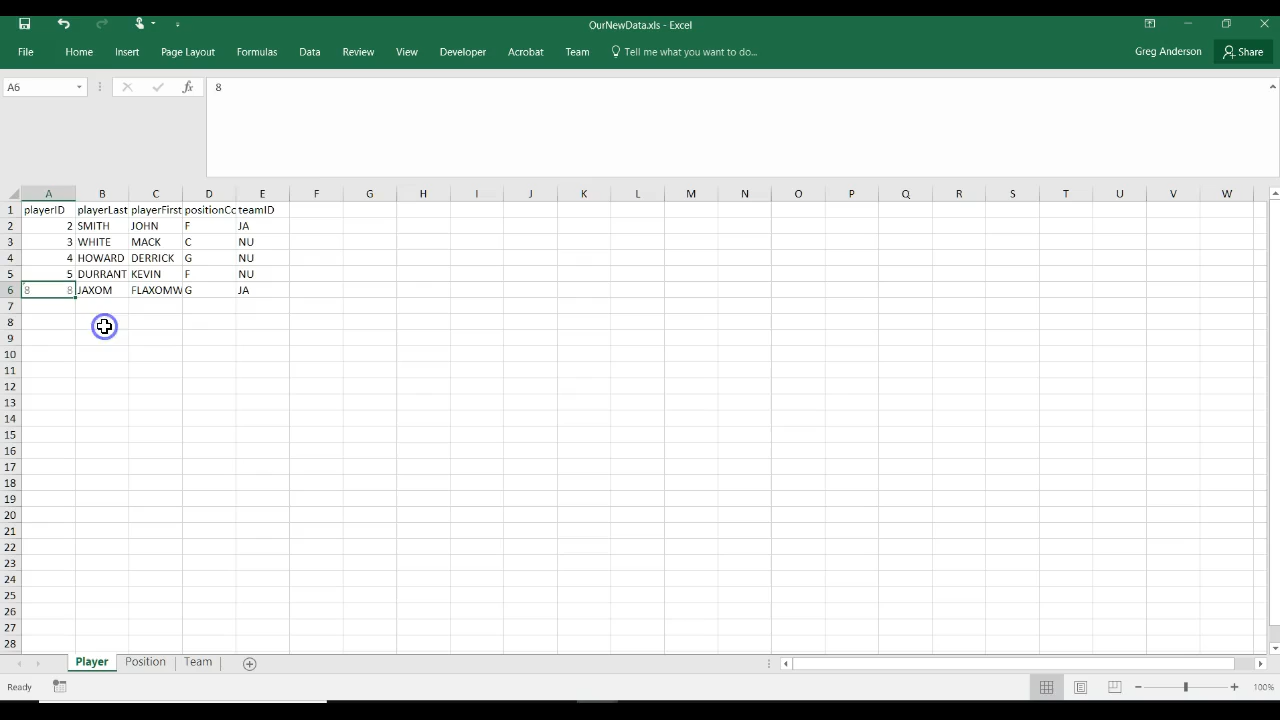 OurNewData.xls - Excel
File Home Insert Page Layout Formulas Data Review View Developer Acrobat Team Tell me what you want to do... Greg Anderson Share
A6 fx 8
A B C D E F G H I J K L M N O P Q R S T U V W
1 playerID playerLast playerFirst positionCo teamID
2 2 SMITH JOHN F JA
3 3 WHITE MACK C NU
4 4 HOWARD DERRICK G NU
5 5 DURRANT KEVIN F NU
6 8 8 JAXOM FLAXOMW G JA
7
8
9
10
11
12
13
14
15
16
17
18
19
20
21
22
23
24
25
26
27
28
Player Position Team
Ready 100%